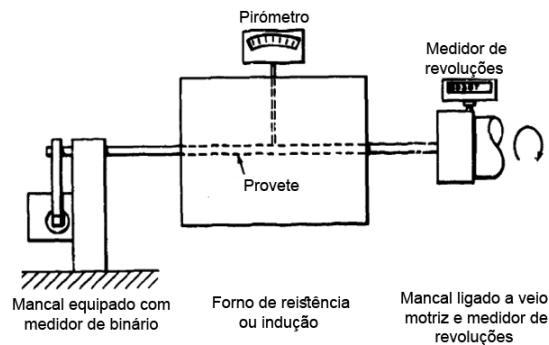 Pirómetro
Medidor de
revoluções
Provete
Mancal equipado com
medidor de binário
Forno de reistência
ou indução
Mancal ligado a veio
motriz e medidor de
revoluções